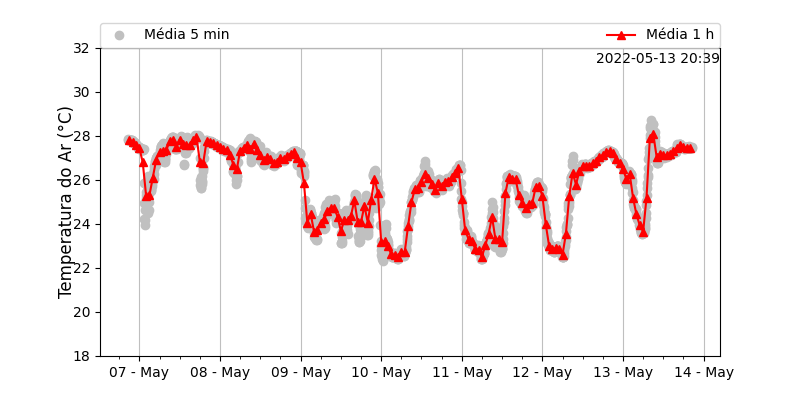 Média 5 min
Média 1 h
2022-05-13 20:39
Temperatura do Ar (°C)
32
30
28
26
24
22
20
18
07 - May
08 - May
09 - May
10 - May
11 - May
12 - May
13 - May
14 - May